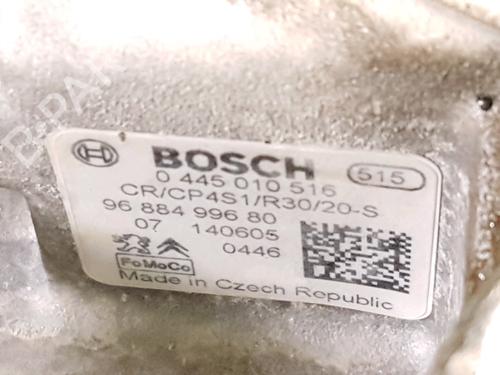 BOSCH 515
0 445 010 516
CR/CP4S1/R30/20-S
96 884 996 80
07 140605
0446
FoMoCo
Made in Czech Republic
B-PARTS